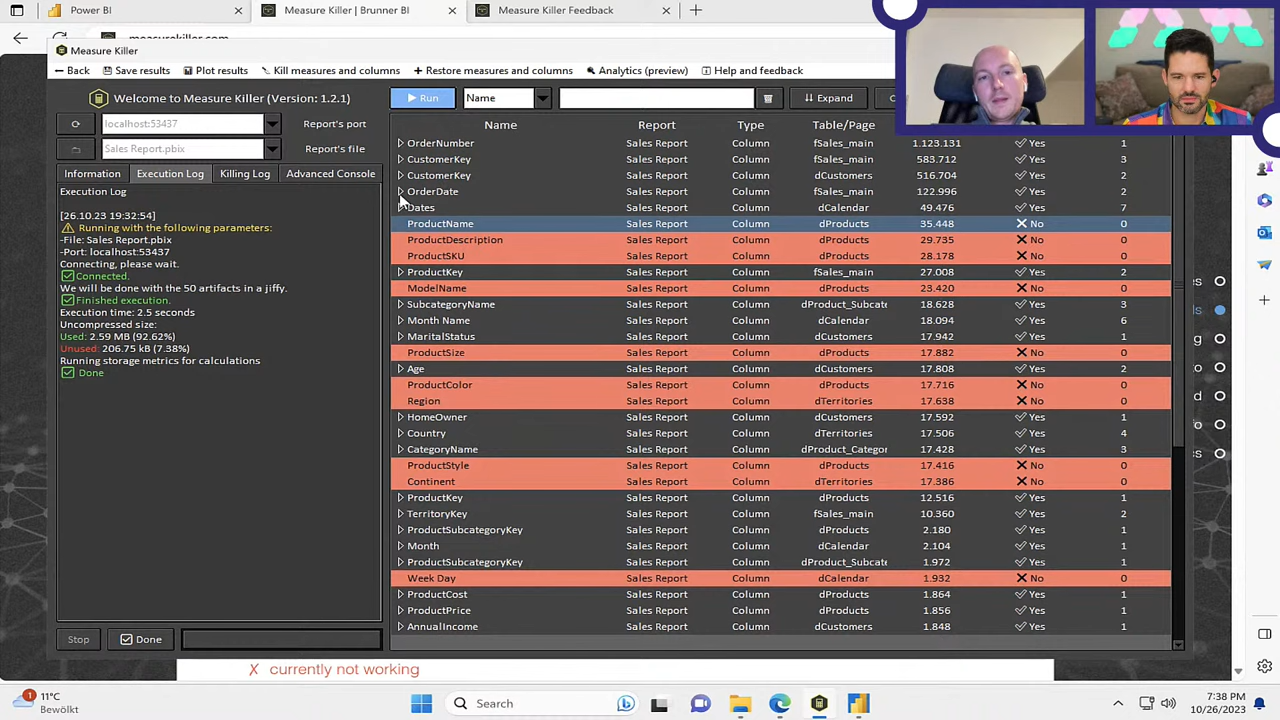 Power BI
Measure Killer | Brunner BI
Measure Killer Feedback
measurekiller.com
Measure Killer
Back Save results Plot results Kill measures and columns Restore measures and columns Analytics (preview) Help and feedback
Welcome to Measure Killer (Version: 1.2.1)
Run Name Expand
localhost:53437 Report's port
Sales Report.pbix Report's file
Information Execution Log Killing Log Advanced Console
Execution Log
[26.10.23 19:32:54]
Running with the following parameters:
-File: Sales Report.pbix
-Port: localhost:53437
Connecting, please wait.
Connected.
We will be done with the 50 artifacts in a jiffy.
Finished execution.
Execution time: 2.5 seconds
Uncompressed size:
Used: 2.59 MB (92.62%)
Unused: 206.75 kB (7.38%)
Running storage metrics for calculations
Done
Stop Done
Name Report Type Table/Page
OrderNumber Sales Report Column fSales_main 1.123.131 Yes 1
CustomerKey Sales Report Column fSales_main 583.712 Yes 3
CustomerKey Sales Report Column dCustomers 516.704 Yes 2
OrderDate Sales Report Column fSales_main 122.996 Yes 2
Dates Sales Report Column dCalendar 49.476 Yes 7
ProductName Sales Report Column dProducts 35.448 No 0
ProductDescription Sales Report Column dProducts 29.735 No 0
ProductSKU Sales Report Column dProducts 28.178 No 0
ProductKey Sales Report Column fSales_main 27.008 Yes 2
ModelName Sales Report Column dProducts 23.420 No 0
SubcategoryName Sales Report Column dProduct_Subcate 18.628 Yes 3
Month Name Sales Report Column dCalendar 18.094 Yes 6
MaritalStatus Sales Report Column dCustomers 17.942 Yes 1
ProductSize Sales Report Column dProducts 17.882 No 0
Age Sales Report Column dCustomers 17.808 Yes 2
ProductColor Sales Report Column dProducts 17.716 No 0
Region Sales Report Column dTerritories 17.638 No 0
HomeOwner Sales Report Column dCustomers 17.592 Yes 1
Country Sales Report Column dTerritories 17.506 Yes 4
CategoryName Sales Report Column dProduct_Categor 17.428 Yes 3
ProductStyle Sales Report Column dProducts 17.416 No 0
Continent Sales Report Column dTerritories 17.386 No 0
ProductKey Sales Report Column dProducts 12.516 Yes 1
TerritoryKey Sales Report Column fSales_main 10.360 Yes 2
ProductSubcategoryKey Sales Report Column dProducts 2.180 Yes 1
Month Sales Report Column dCalendar 2.104 Yes 1
ProductSubcategoryKey Sales Report Column dProduct_Subcate 1.972 Yes 1
Week Day Sales Report Column dCalendar 1.932 No 0
ProductCost Sales Report Column dProducts 1.864 Yes 1
ProductPrice Sales Report Column dProducts 1.856 Yes 1
AnnualIncome Sales Report Column dCustomers 1.848 Yes 1
X currently not working
1 11°C
Bewölkt
Search
7:38 PM
10/26/2023